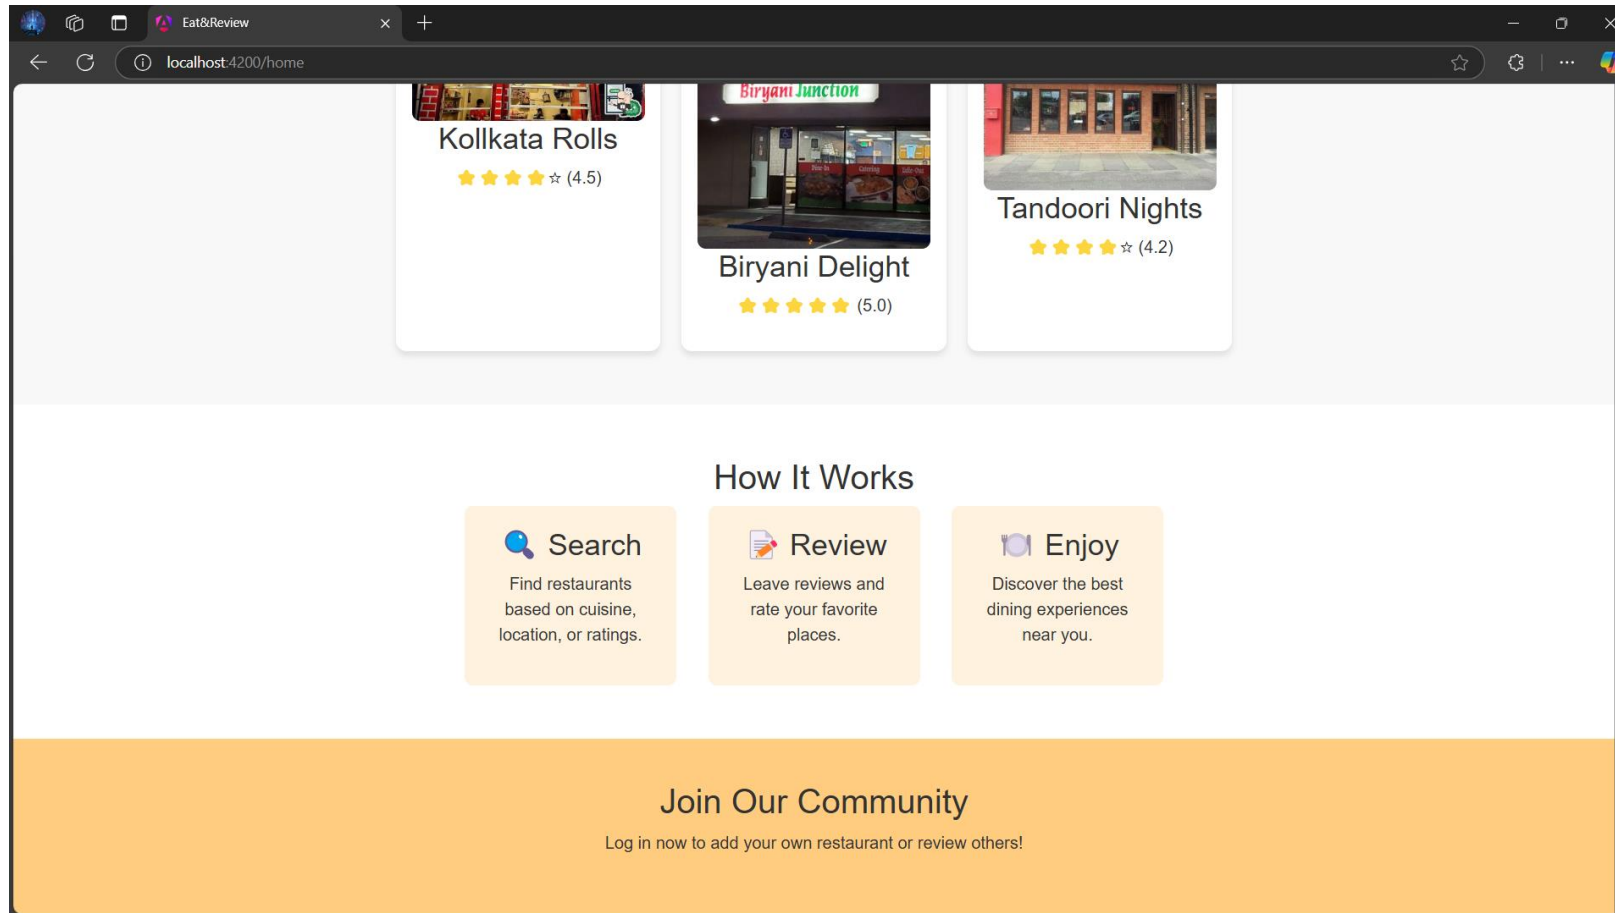 Eat&Review
localhost:4200/home
Biryani Junction
Kollkata Rolls
(4.5)
Tandoori Nights
(4.2)
Biryani Delight
(5.0)
How It Works
Search
Find restaurants
based on cuisine,
location, or ratings.
Review
Leave reviews and
rate your favorite
places.
Enjoy
Discover the best
dining experiences
near you.
Join Our Community
Log in now to add your own restaurant or review others!